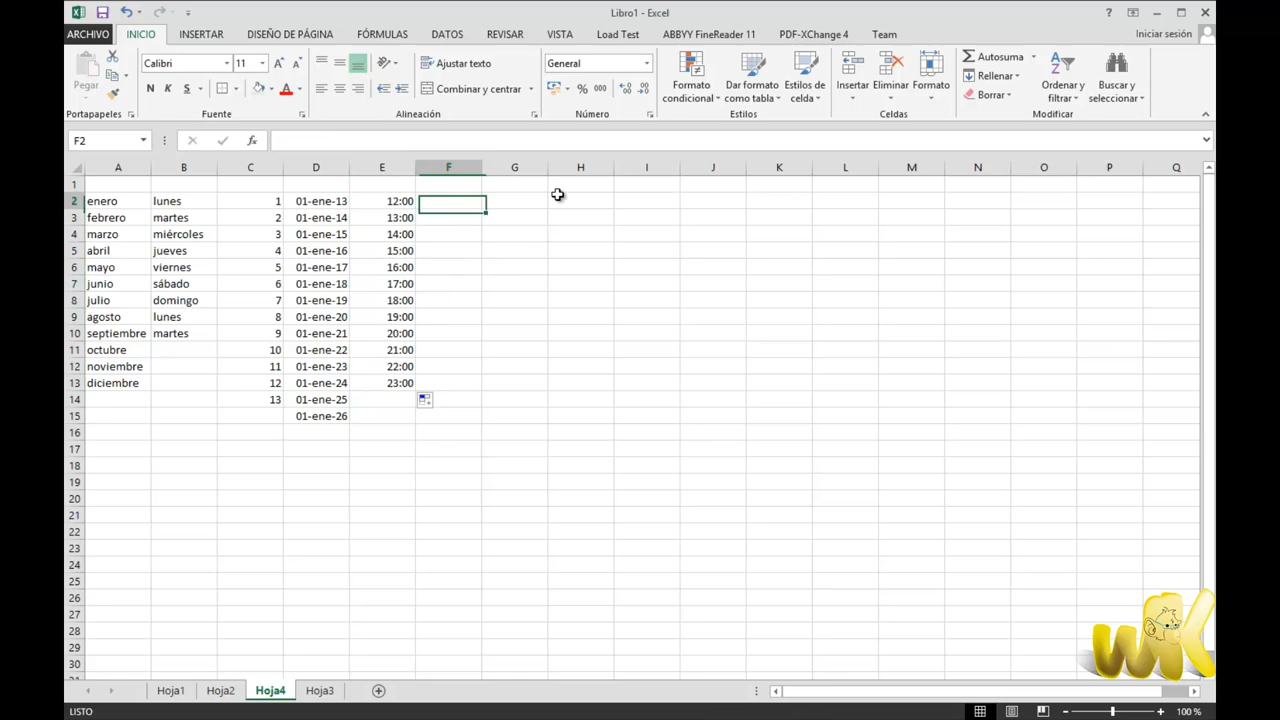 Libro1 - Excel
ARCHIVO INICIO INSERTAR DISEÑO DE PÁGINA FÓRMULAS DATOS REVISAR VISTA Load Test ABBYY FineReader 11 PDF-XChange 4 Team Iniciar sesión
Pegar
Calibri 11
N K S
Ajustar texto
Combinar y centrar
General
% 000
Formato condicional
Dar formato como tabla
Estilos de celda
Insertar Eliminar Formato
Autosuma
Rellenar
Borrar
Ordenar y filtrar
Buscar y seleccionar
Portapapeles Fuente Alineación Número Estilos Celdas Modificar
F2
A B C D E F G H I J K L M N O P Q
1
2 enero lunes 1 01-ene-13 12:00
3 febrero martes 2 01-ene-14 13:00
4 marzo miércoles 3 01-ene-15 14:00
5 abril jueves 4 01-ene-16 15:00
6 mayo viernes 5 01-ene-17 16:00
7 junio sábado 6 01-ene-18 17:00
8 julio domingo 7 01-ene-19 18:00
9 agosto lunes 8 01-ene-20 19:00
10 septiembre martes 9 01-ene-21 20:00
11 octubre 10 01-ene-22 21:00
12 noviembre 11 01-ene-23 22:00
13 diciembre 12 01-ene-24 23:00
14 13 01-ene-25
15 01-ene-26
16
17
18
19
20
21
22
23
24
25
26
27
28
29
30
Hoja1 Hoja2 Hoja4 Hoja3
LISTO 100 %